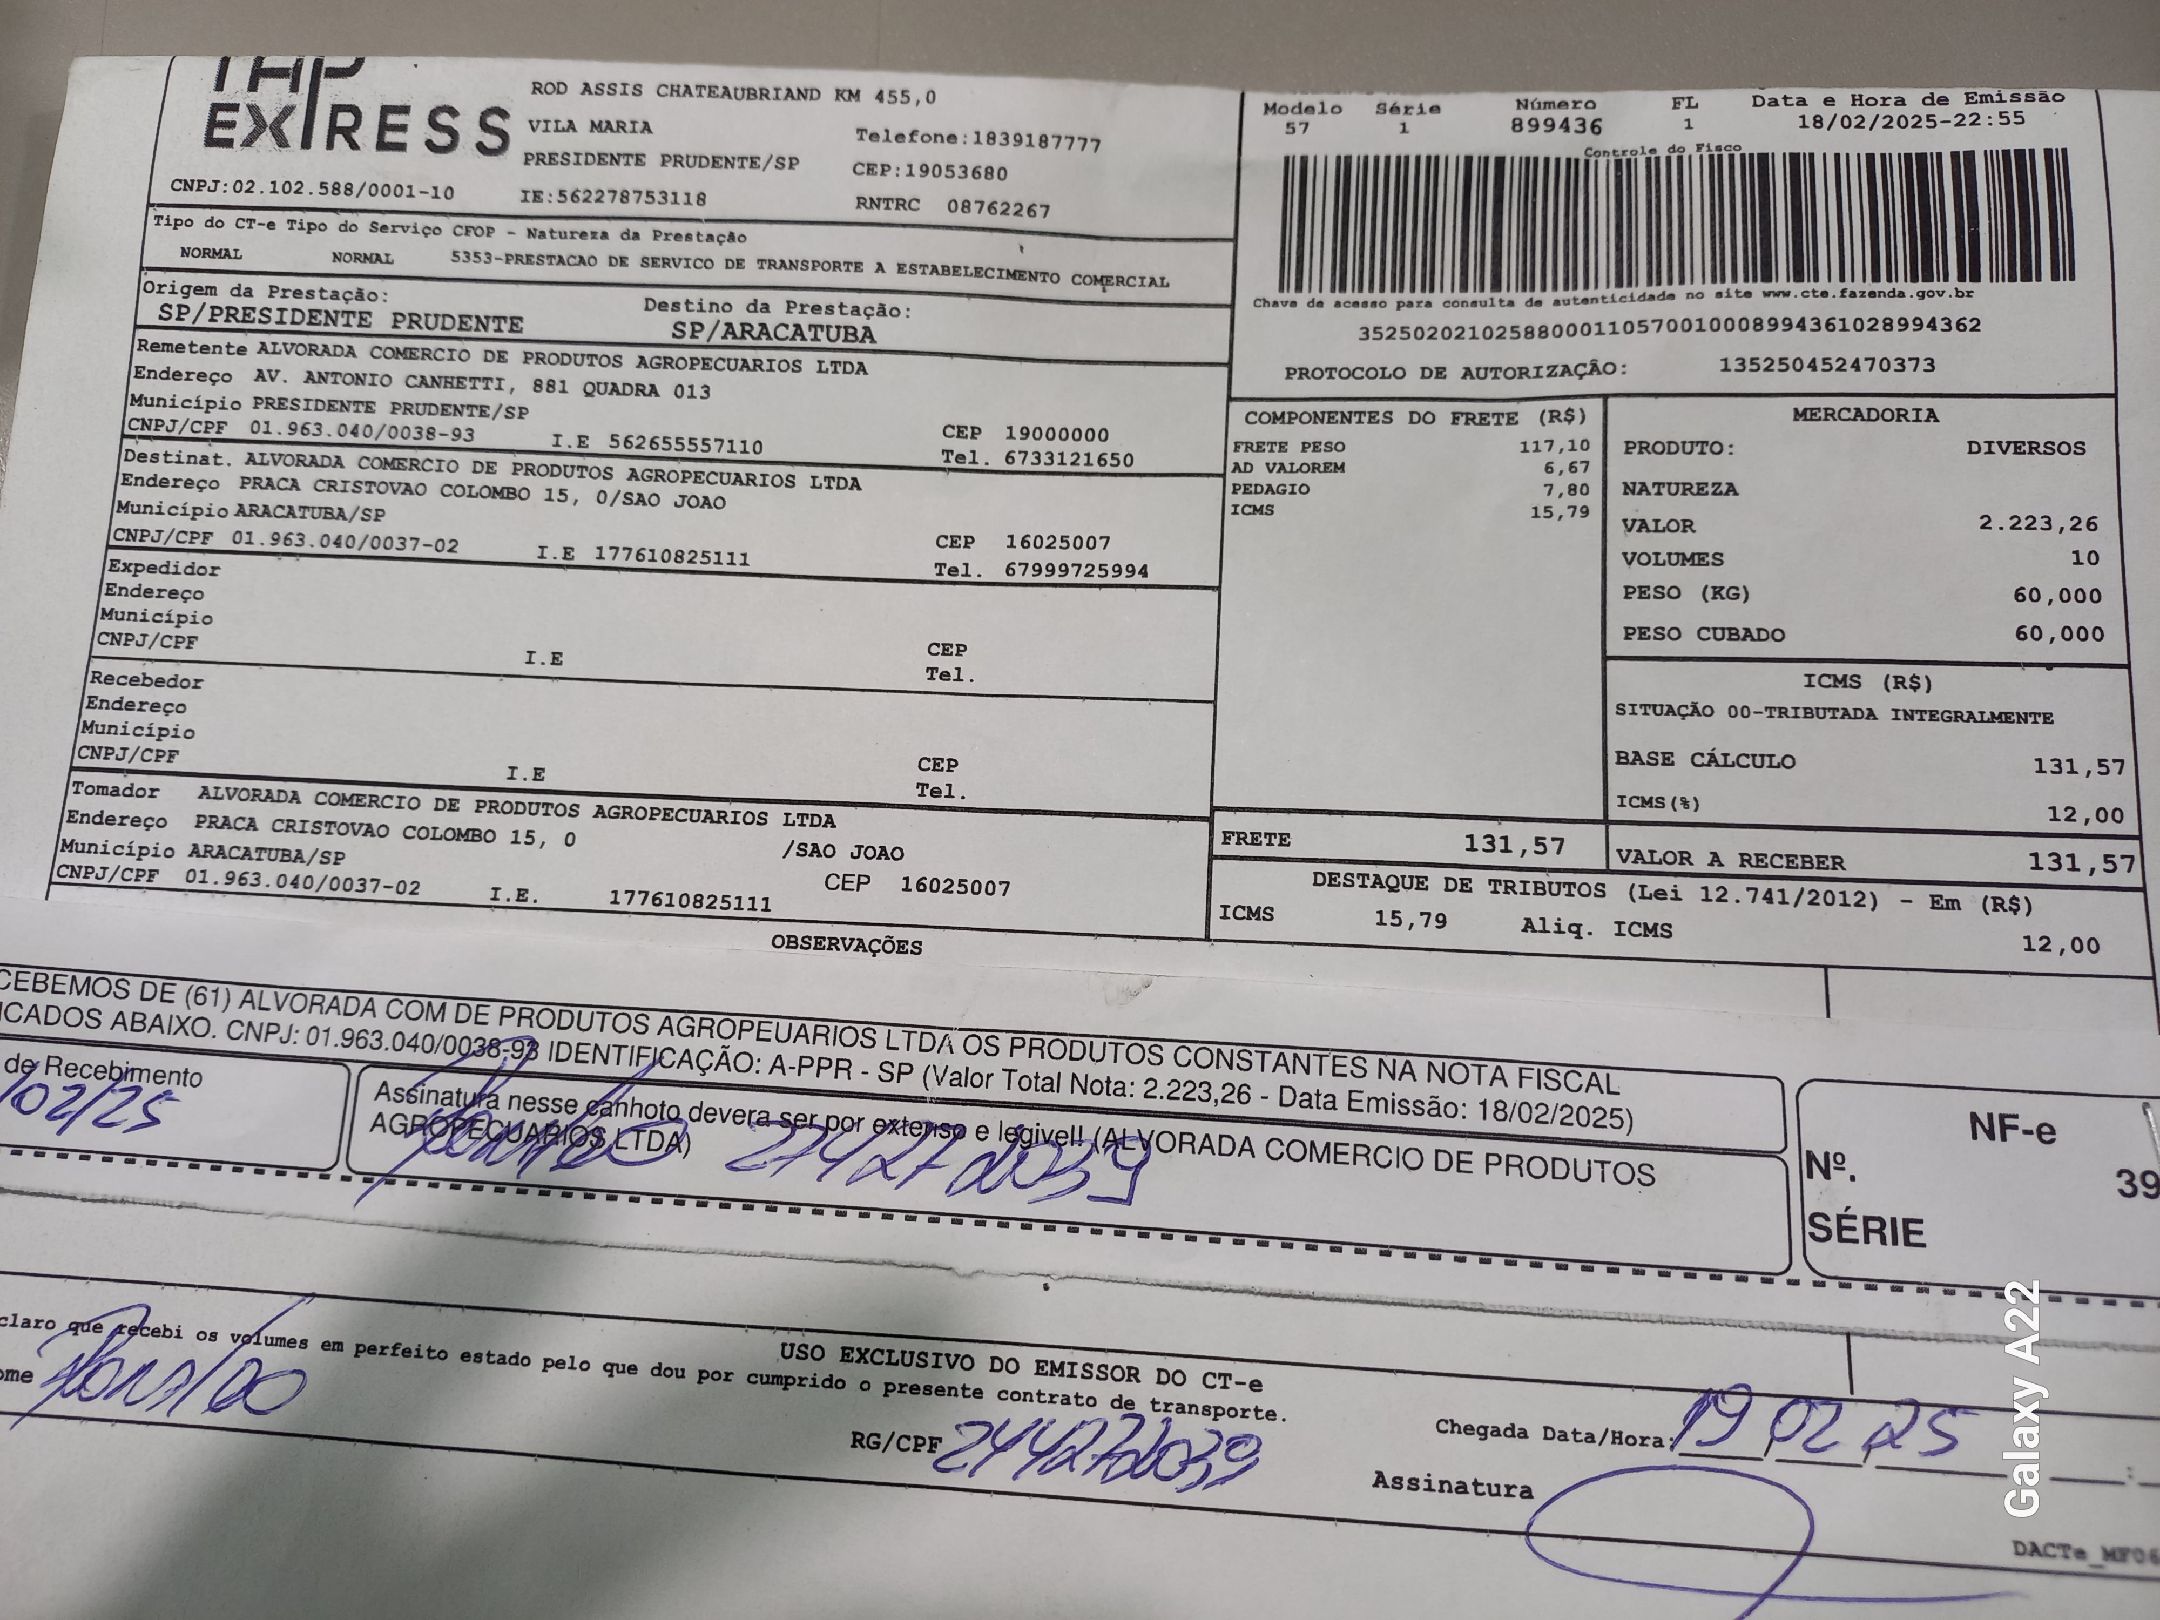 EXPRESS
ROD ASSIS CHATEAUBRIAND KM 455,0
VILA MARIA
Telefone:1839187777
PRESIDENTE PRUDENTE/SP
CEP:19053680
CNPJ:02.102.588/0001-10
IE:562278753118
RNTRC 08762267
Modelo Série Número FL Data e Hora de Emissão
57 1 899436 1 18/02/2025-22:55
Controle do Fisco
Chave de acesso para consulta de autenticidade no site www.cte.fazenda.gov.br
35250202102588000110570010008994361028994362
PROTOCOLO DE AUTORIZAÇÃO: 135250452470373
Tipo do CT-e Tipo do Serviço CFOP - Natureza da Prestação
NORMAL NORMAL 5353-PRESTACAO DE SERVICO DE TRANSPORTE A ESTABELECIMENTO COMERCIAL
Origem da Prestação: Destino da Prestação:
SP/PRESIDENTE PRUDENTE SP/ARACATUBA
Remetente ALVORADA COMERCIO DE PRODUTOS AGROPECUARIOS LTDA
Endereço AV. ANTONIO CANHETTI, 881 QUADRA 013
Município PRESIDENTE PRUDENTE/SP CEP 19000000
CNPJ/CPF 01.963.040/0038-93 I.E 562655557110 Tel. 6733121650
Destinat. ALVORADA COMERCIO DE PRODUTOS AGROPECUARIOS LTDA
Endereço PRACA CRISTOVAO COLOMBO 15, 0/SAO JOAO
Município ARACATUBA/SP CEP 16025007
CNPJ/CPF 01.963.040/0037-02 I.E 177610825111 Tel. 67999725994
Expedidor
Endereço
Município CEP
CNPJ/CPF I.E Tel.
Recebedor
Endereço
Município CEP
CNPJ/CPF I.E Tel.
Tomador ALVORADA COMERCIO DE PRODUTOS AGROPECUARIOS LTDA
Endereço PRACA CRISTOVAO COLOMBO 15, 0 /SAO JOAO
Município ARACATUBA/SP CEP 16025007
CNPJ/CPF 01.963.040/0037-02 I.E. 177610825111
COMPONENTES DO FRETE (R$)
FRETE PESO 117,10
AD VALOREM 6,67
PEDAGIO 7,80
ICMS 15,79
MERCADORIA
PRODUTO: DIVERSOS
NATUREZA
VALOR 2.223,26
VOLUMES 10
PESO (KG) 60,000
PESO CUBADO 60,000
ICMS (R$)
SITUAÇÃO 00-TRIBUTADA INTEGRALMENTE
BASE CÁLCULO 131,57
ICMS(%) 12,00
FRETE 131,57
VALOR A RECEBER 131,57
DESTAQUE DE TRIBUTOS (Lei 12.741/2012) - Em (R$)
ICMS 15,79 Aliq. ICMS 12,00
OBSERVAÇÕES
CEBEMOS DE (61) ALVORADA COM DE PRODUTOS AGROPEUARIOS LTDA OS PRODUTOS CONSTANTES NA NOTA FISCAL
ICADOS ABAIXO. CNPJ: 01.963.040/0038-93 IDENTIFICAÇÃO: A-PPR - SP (Valor Total Nota: 2.223,26 - Data Emissão: 18/02/2025)
de Recebimento
/02/25
Assinatura nesse canhoto devera ser por extenso e legivel! (ALVORADA COMERCIO DE PRODUTOS
AGROPECUARIOS LTDA)
NF-e
Nº. 39
SÉRIE
USO EXCLUSIVO DO EMISSOR DO CT-e
claro que recebi os volumes em perfeito estado pelo que dou por cumprido o presente contrato de transporte.
ome
RG/CPF
Chegada Data/Hora: 19 02 25
Assinatura
DACTe_MF06
Galaxy A22